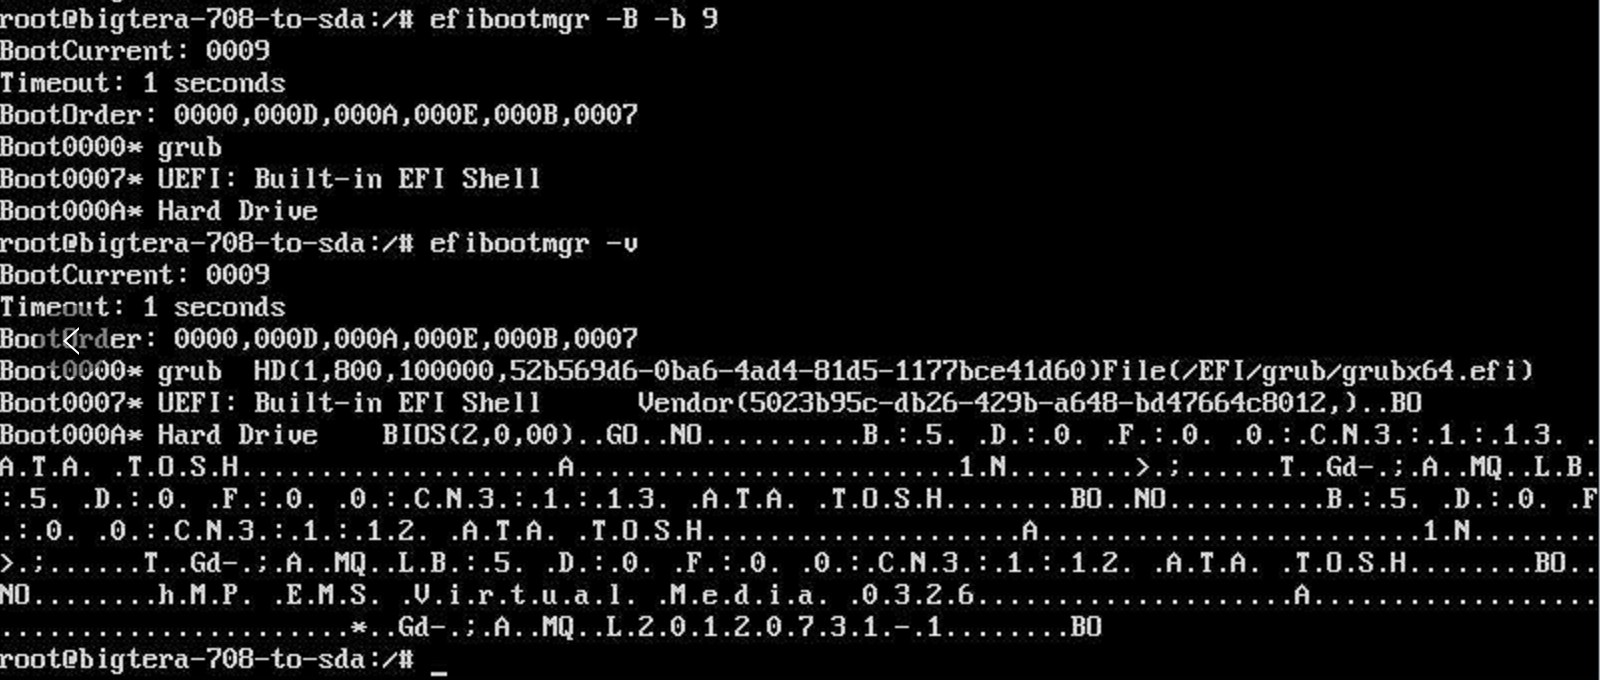 root@bigtera-708-to-sda:/# efibootmgr -B -b 9
BootCurrent: 0009
Timeout: 1 seconds
BootOrder: 0000,000D,000A,000E,000B,0007
Boot0000* grub
Boot0007* UEFI: Built-in EFI Shell
Boot000A* Hard Drive
root@bigtera-708-to-sda:/# efibootmgr -v
BootCurrent: 0009
Timeout: 1 seconds
BootOrder: 0000,000D,000A,000E,000B,0007
Boot0000* grub  HD(1,800,100000,52b569d6-0ba6-4ad4-81d5-1177bce41d60)File(/EFI/grub/grubx64.efi)
Boot0007* UEFI: Built-in EFI Shell      Vendor(5023b95c-db26-429b-a648-bd47664c8012,)..BO
Boot000A* Hard Drive    BIOS(2,0,00)..GO..NO..........B.:.5. .D.:.0. .F.:.0. .0.:.C.N.3.:.1.:.1.3. .
A.T.A. .T.O.S.H....................A........................1.N........>.;......T..Gd-.;.A..MQ..L.B.
:.5. .D.:.0. .F.:.0. .0.:.C.N.3.:.1.:.1.3. .A.T.A. .T.O.S.H........BO..NO..........B.:.5. .D.:.0. .F
.:.0. .0.:.C.N.3.:.1.:.1.2. .A.T.A. .T.O.S.H....................A........................1.N........
>.;......T..Gd-.;.A..MQ..L.B.:.5. .D.:.0. .F.:.0. .0.:.C.N.3.:.1.:.1.2. .A.T.A. .T.O.S.H........BO..
NO........h.M.P. .E.M.S. .V.i.r.t.u.a.l. .M.e.d.i.a. .0.3.2.6....................A..................
......................*..Gd-.;.A..MQ..L.2.0.1.2.0.7.3.1.-.1........BO
root@bigtera-708-to-sda:/# _